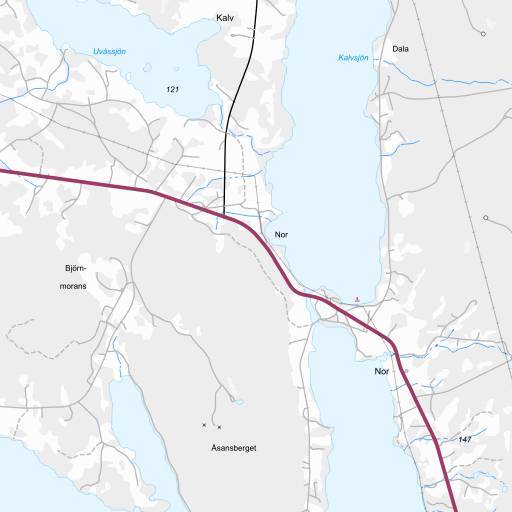 Kalv
Uvåssjön
Kalvsjön
Dala
121
Nor
Björn-
morans
Nor
147
Åsansberget